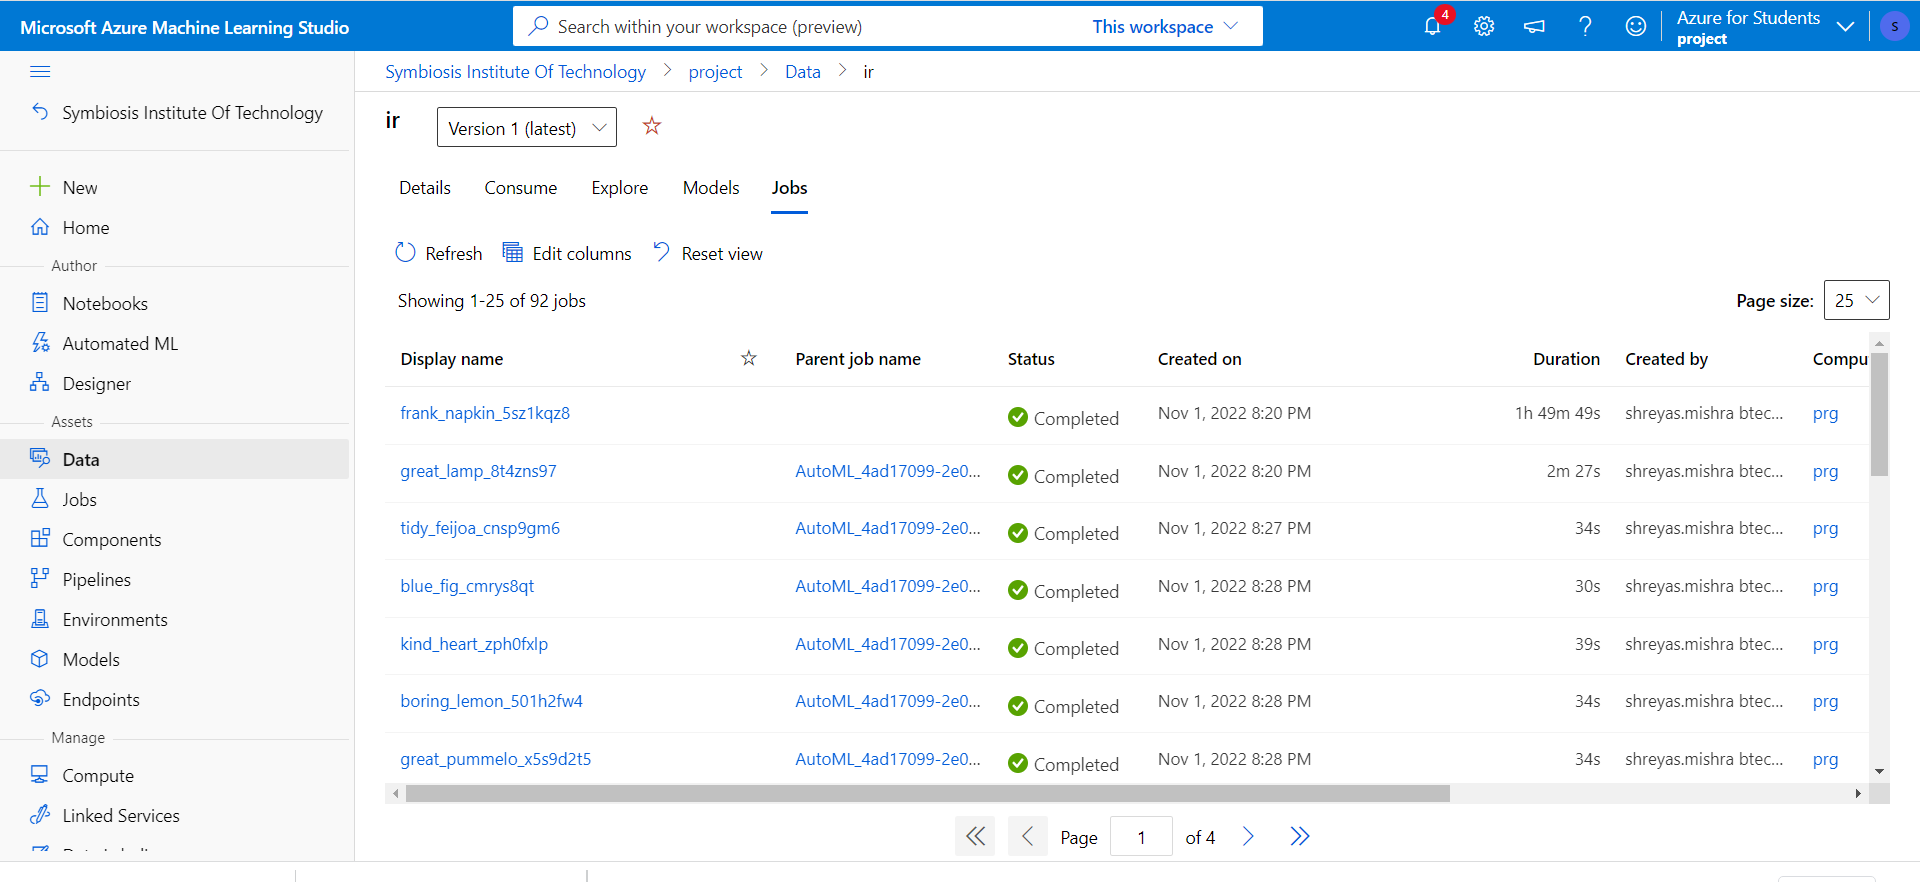 Microsoft Azure Machine Learning Studio
Search within your workspace (preview)
This workspace
4
Azure for Students
project
S
Symbiosis Institute Of Technology
New
Home
Author
Notebooks
Automated ML
Designer
Assets
Data
Jobs
Components
Pipelines
Environments
Models
Endpoints
Manage
Compute
Linked Services
Symbiosis Institute Of Technology > project > Data > ir
ir
Version 1 (latest)
Details Consume Explore Models Jobs
Refresh Edit columns Reset view
Showing 1-25 of 92 jobs
Page size: 25
Display name Parent job name Status Created on Duration Created by Compu
frank_napkin_5sz1kqz8 Completed Nov 1, 2022 8:20 PM 1h 49m 49s shreyas.mishra btec... prg
great_lamp_8t4zns97 AutoML_4ad17099-2e0... Completed Nov 1, 2022 8:20 PM 2m 27s shreyas.mishra btec... prg
tidy_feijoa_cnsp9gm6 AutoML_4ad17099-2e0... Completed Nov 1, 2022 8:27 PM 34s shreyas.mishra btec... prg
blue_fig_cmrys8qt AutoML_4ad17099-2e0... Completed Nov 1, 2022 8:28 PM 30s shreyas.mishra btec... prg
kind_heart_zph0fxlp AutoML_4ad17099-2e0... Completed Nov 1, 2022 8:28 PM 39s shreyas.mishra btec... prg
boring_lemon_501h2fw4 AutoML_4ad17099-2e0... Completed Nov 1, 2022 8:28 PM 34s shreyas.mishra btec... prg
great_pummelo_x5s9d2t5 AutoML_4ad17099-2e0... Completed Nov 1, 2022 8:28 PM 34s shreyas.mishra btec... prg
Page 1 of 4